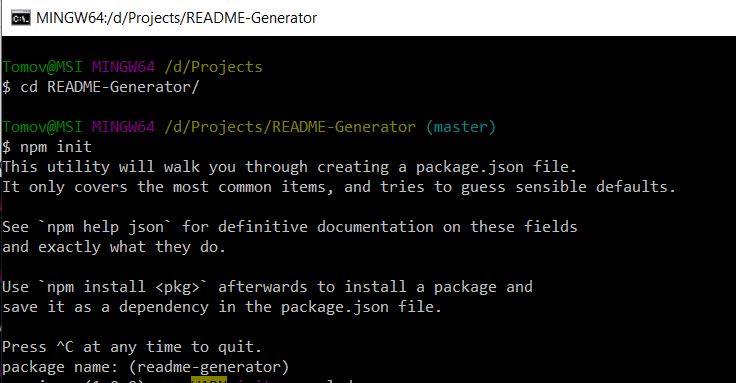 MINGW64:/d/Projects/README-Generator
Tomov@MSI MINGW64 /d/Projects
$ cd README-Generator/
Tomov@MSI MINGW64 /d/Projects/README-Generator (master)
$ npm init
This utility will walk you through creating a package.json file.
It only covers the most common items, and tries to guess sensible defaults.
See `npm help json` for definitive documentation on these fields
and exactly what they do.
Use `npm install <pkg>` afterwards to install a package and
save it as a dependency in the package.json file.
Press ^C at any time to quit.
package name: (readme-generator)